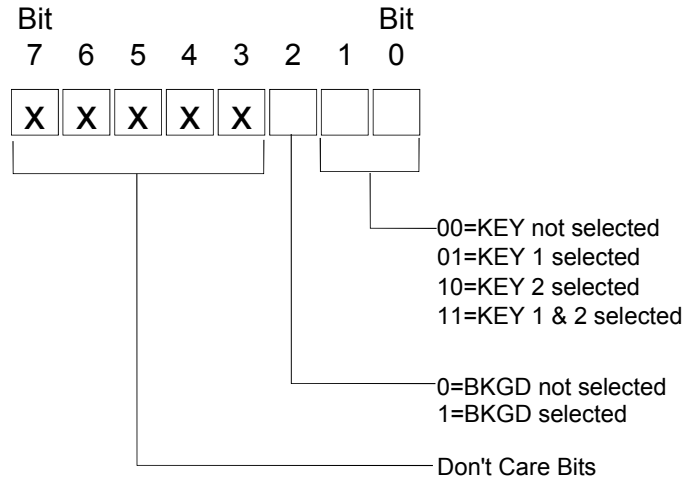 Bit Bit
7 6 5 4 3 2 1 0
X X X X X
00=KEY not selected
01=KEY 1 selected
10=KEY 2 selected
11=KEY 1 & 2 selected
0=BKGD not selected
1=BKGD selected
Don't Care Bits